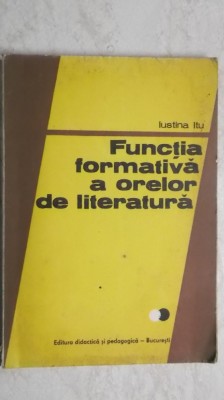 Iustina Itu
Funcția
formativă
a orelor
de literatură
Editura didactică și pedagogică – București